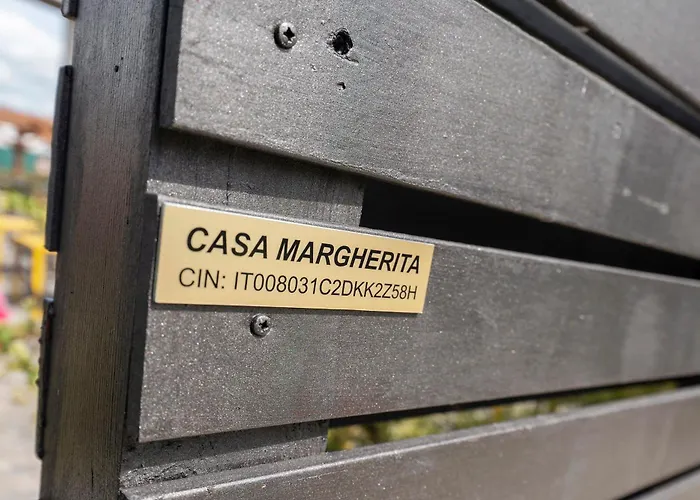 CASA MARGHERITA
CIN: IT008031C2DKK2Z58H